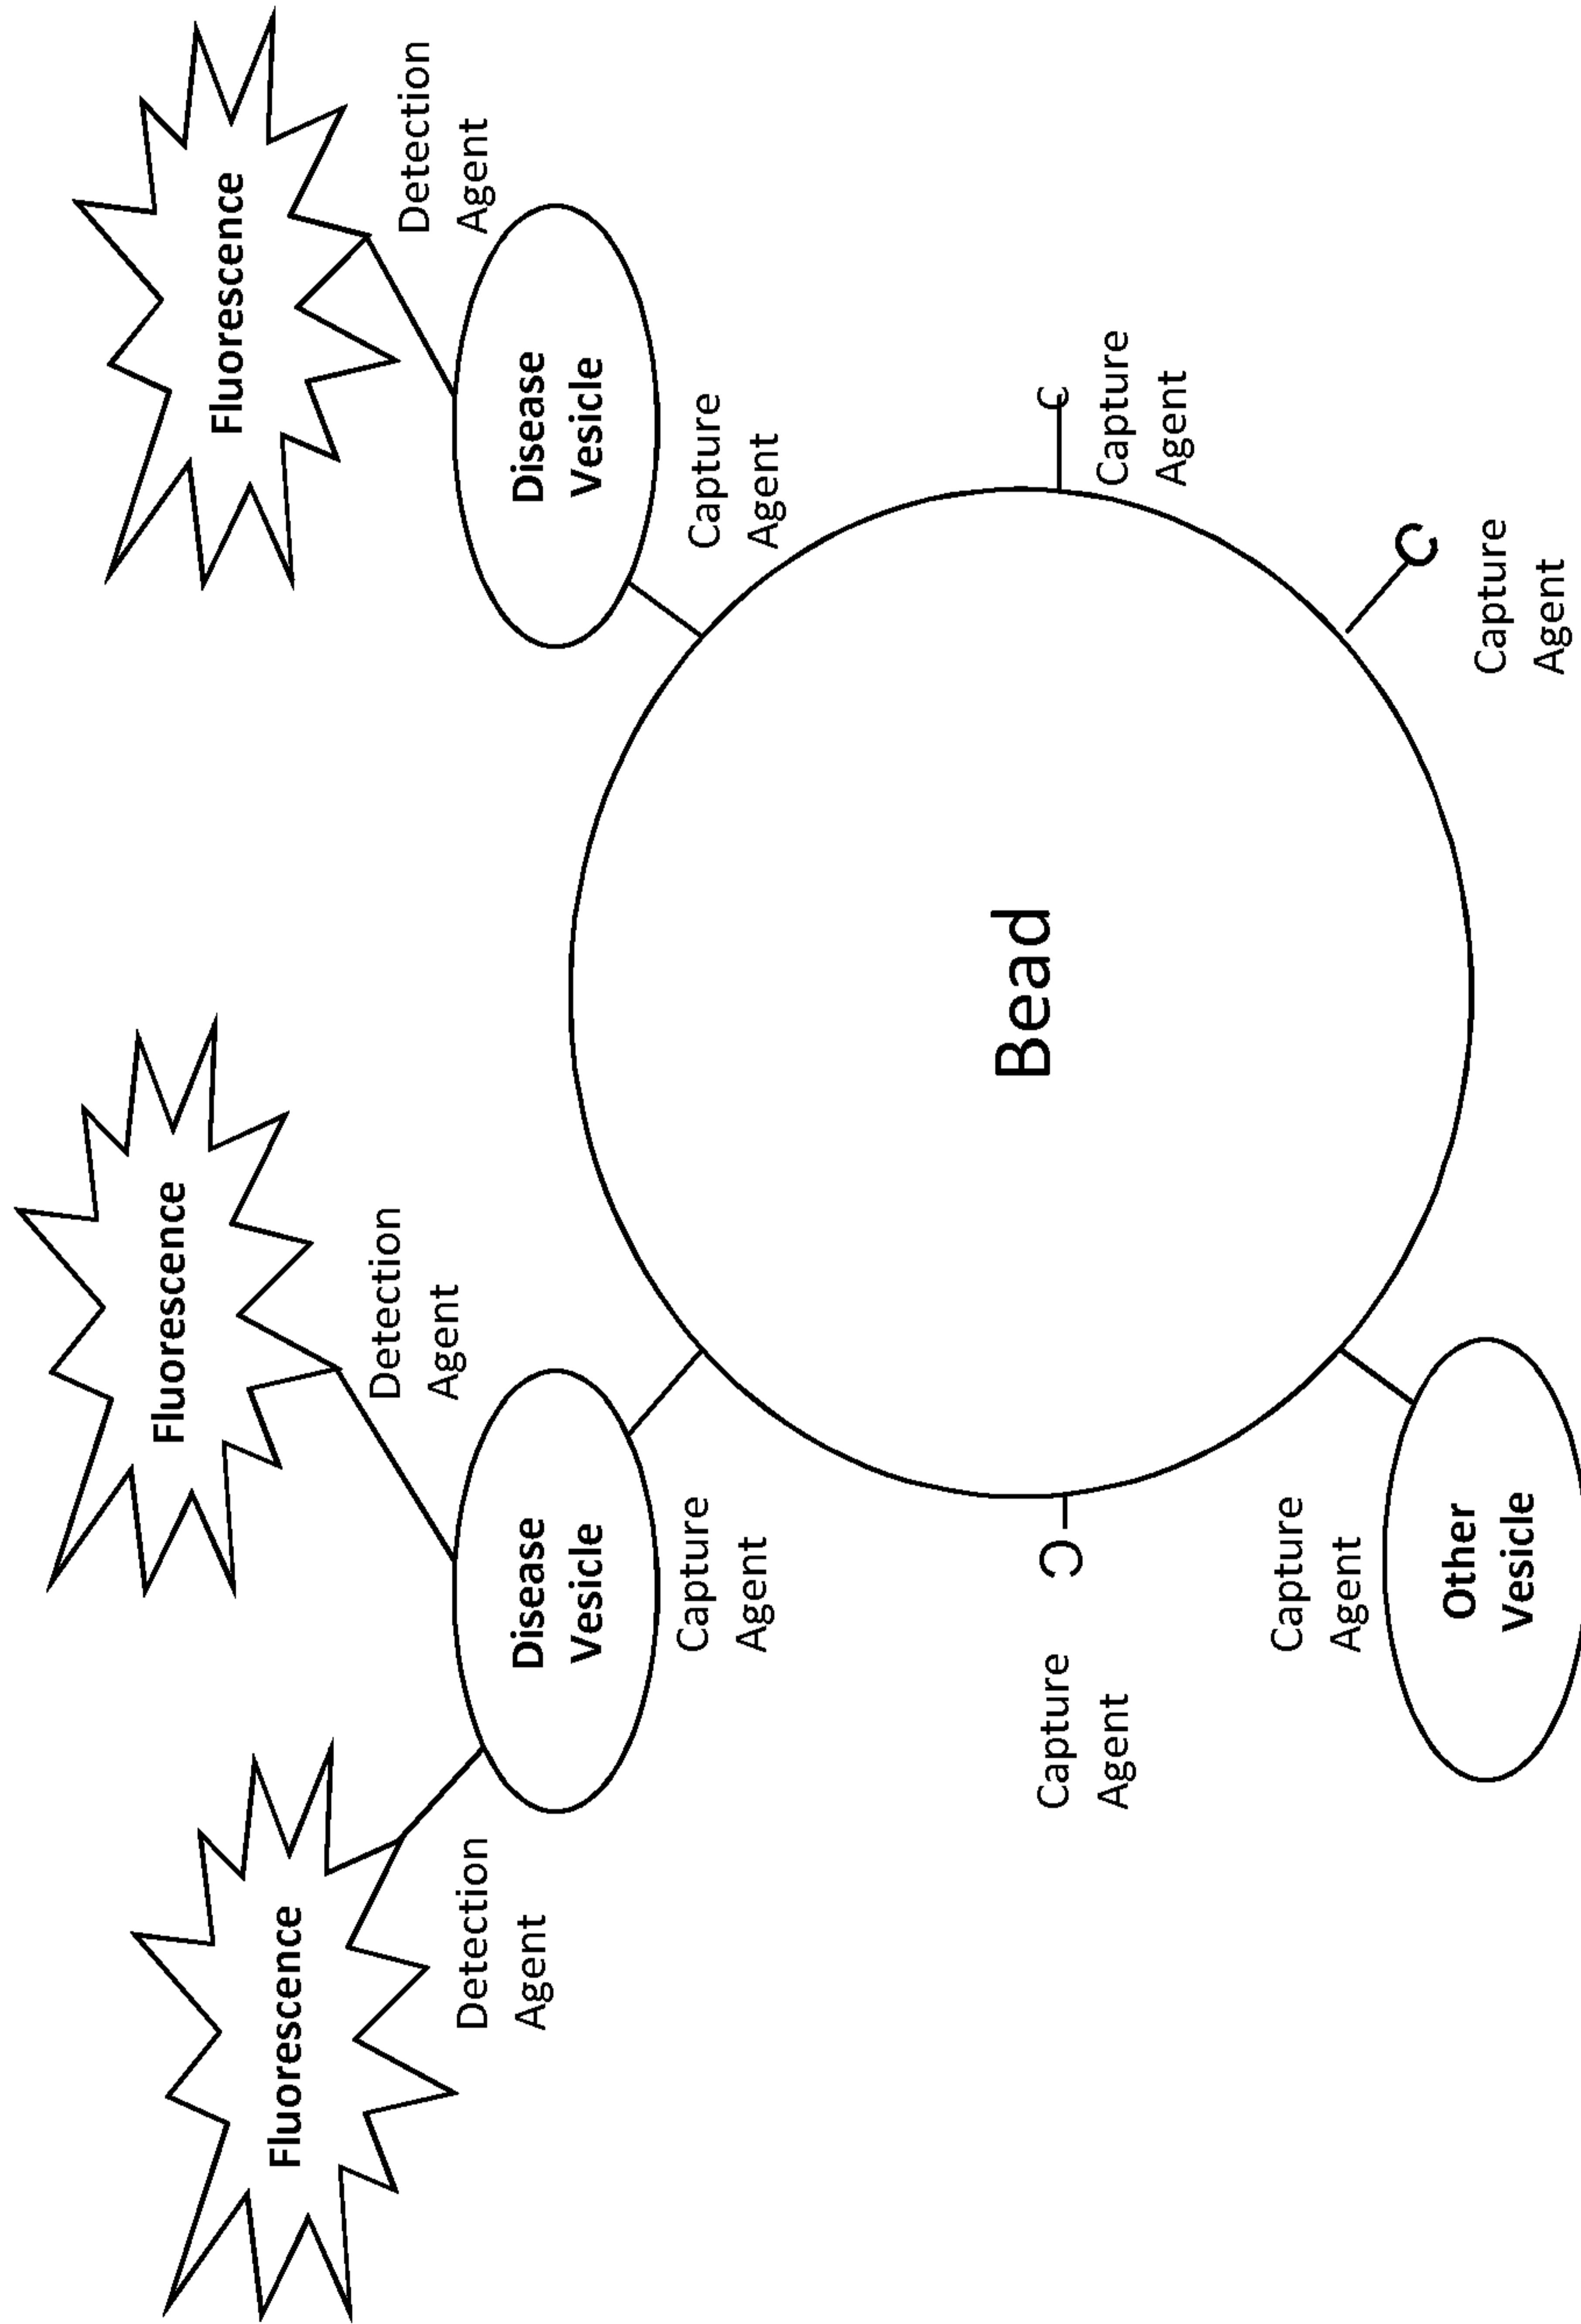 Fluorescence
Fluorescence
Fluorescence
Detection
Agent
Detection
Agent
Detection
Agent
Disease
Vesicle
Disease
Vesicle
Capture
Agent
Capture
Agent
Bead
C
Capture
Agent
C
Capture
Agent
Capture
Agent
Other
Vesicle
C
Capture
Agent